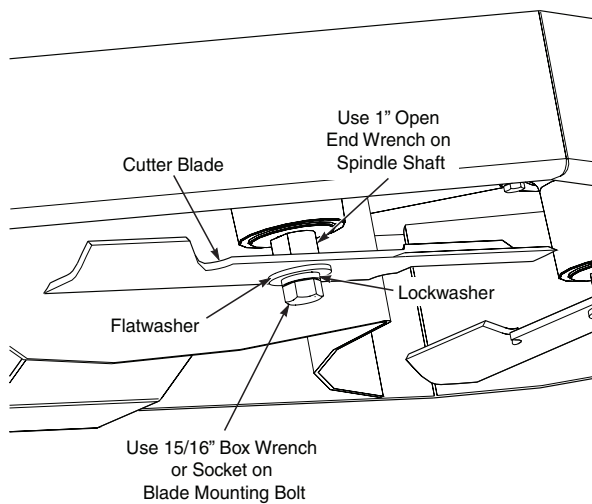 Use 1” Open
End Wrench on
Spindle Shaft
Cutter Blade
Lockwasher
Flatwasher
Use 15/16” Box Wrench
or Socket on
Blade Mounting Bolt